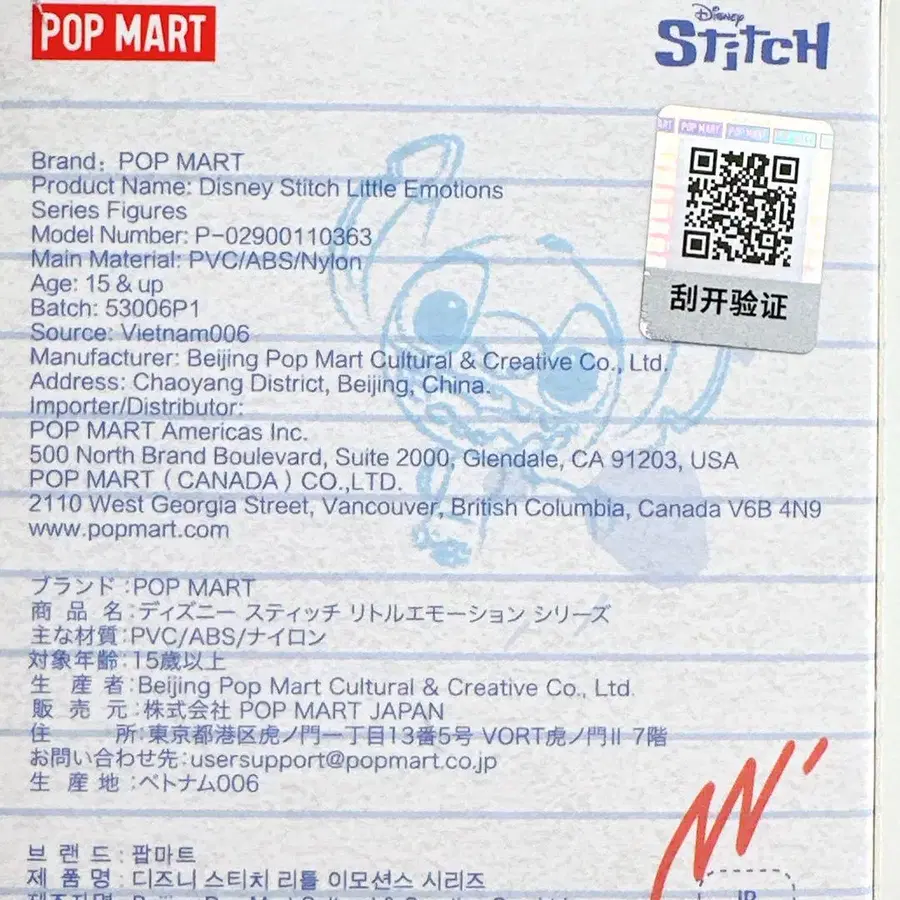 POP MART
Disney
Stitch
POP MART POP MART
刮开验证
Brand: POP MART
Product Name: Disney Stitch Little Emotions
Series Figures
Model Number: P-02900110363
Main Material: PVC/ABS/Nylon
Age: 15 & up
Batch: 53006P1
Source: Vietnam006
Manufacturer: Beijing Pop Mart Cultural & Creative Co., Ltd.
Address: Chaoyang District, Beijing, China.
Importer/Distributor:
POP MART Americas Inc.
500 North Brand Boulevard, Suite 2000, Glendale, CA 91203, USA
POP MART (CANADA) CO.,LTD.
2110 West Georgia Street, Vancouver, British Columbia, Canada V6B 4N9
www.popmart.com
ブランド:POP MART
商品名:ディズニー スティッチ リトルエモーション シリーズ
主な材質:PVC/ABS/ナイロン
対象年齢:15歳以上
生産者:Beijing Pop Mart Cultural & Creative Co., Ltd.
販売元:株式会社 POP MART JAPAN
住所:東京都港区虎ノ門一丁目13番5号 VORT虎ノ門II 7階
お問い合わせ先:usersupport@popmart.co.jp
生産地:ベトナム006
브랜드:팝마트
제품명:디즈니 스티치 리틀 이모션스 시리즈